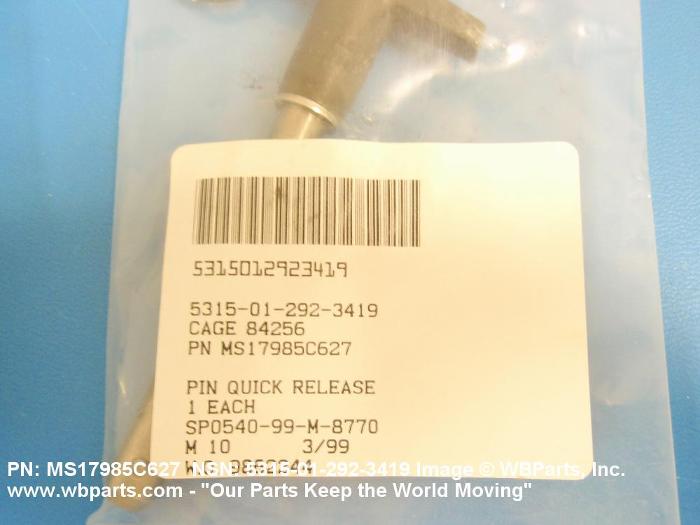 5315012923419
5315-01-292-3419
CAGE 84256
PN MS17985C627
PIN QUICK RELEASE
1 EACH
SP0540-99-M-8770
M 10 3/99
PN: MS17985C627 NSN: 5315-01-292-3419 Image © WBParts, Inc.
www.wbparts.com - "Our Parts Keep the World Moving"